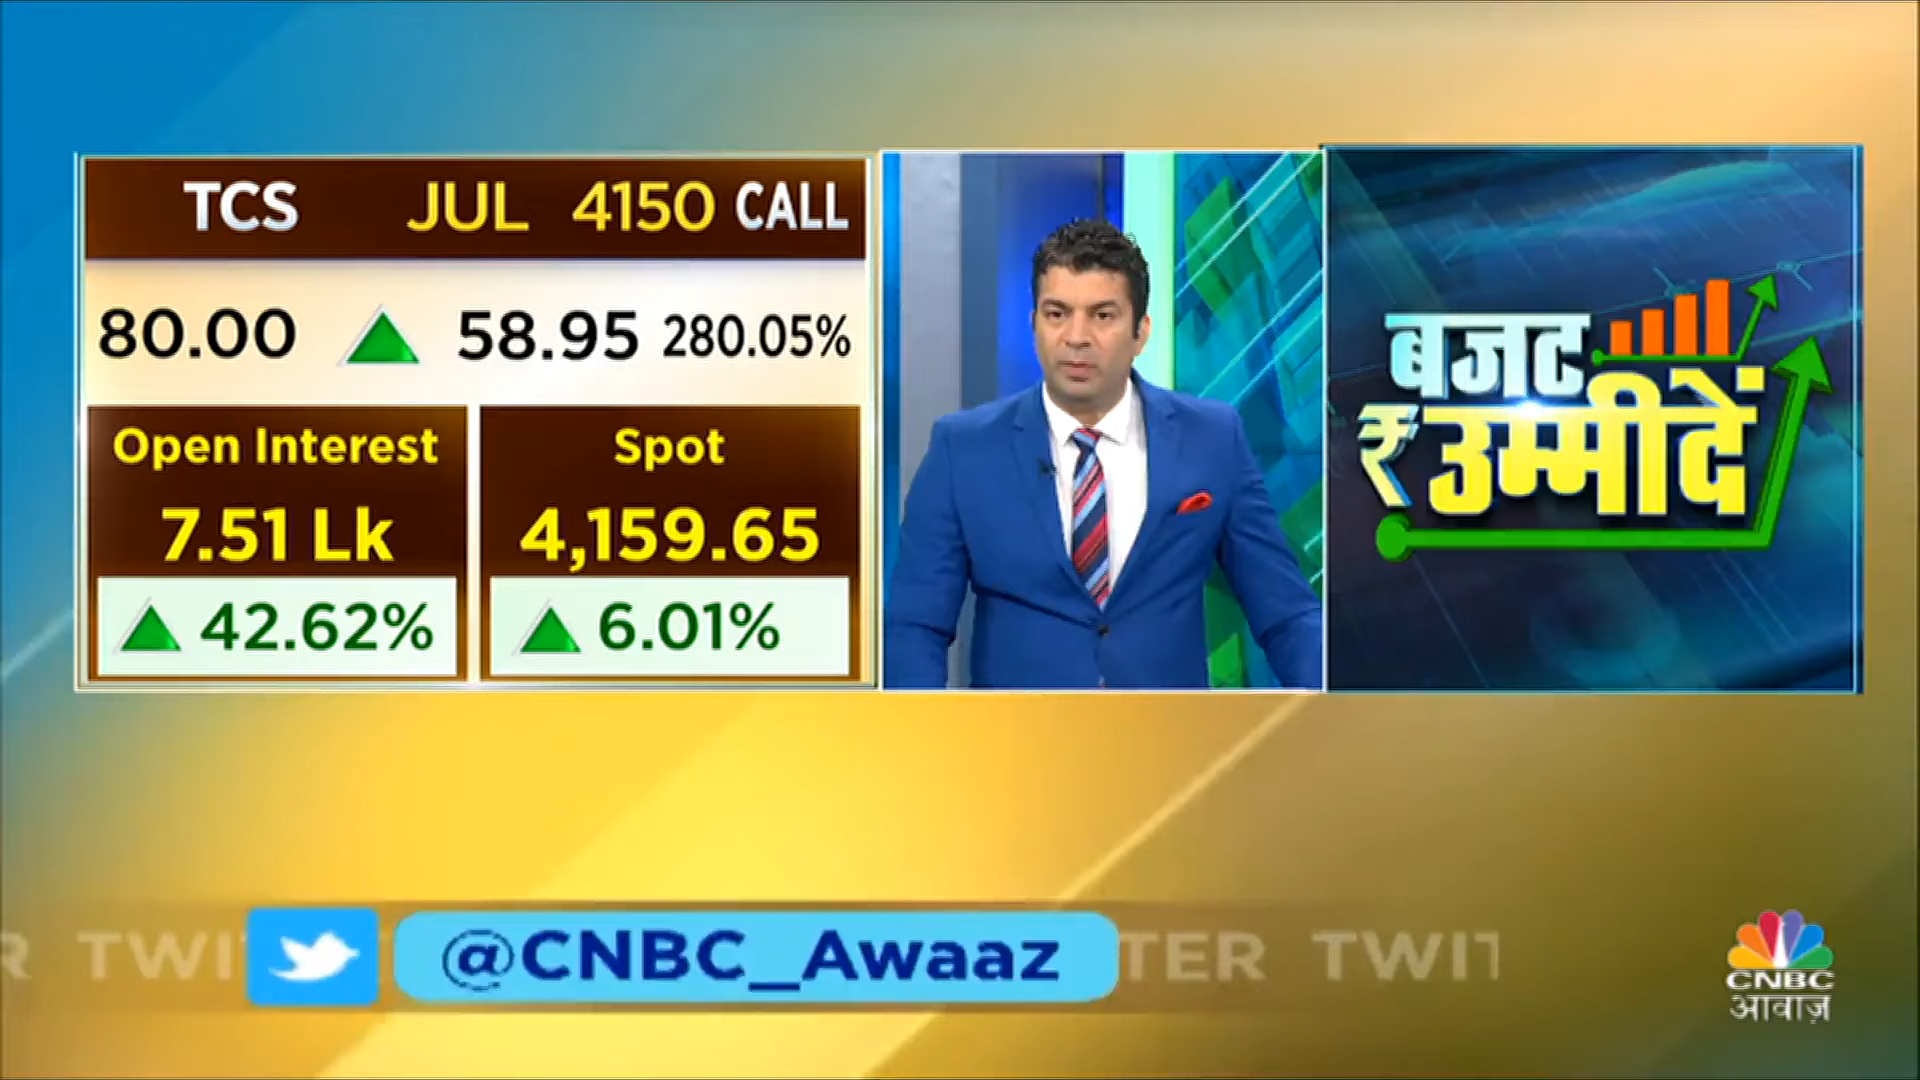 TCS JUL 4150 CALL
80.00 58.95 280.05%
Open Interest
7.51 Lk
42.62%
Spot
4,159.65
6.01%
बजट
₹ उम्मीदें
R TWIT
@CNBC_Awaaz
TER TWIT
CNBC
आवाज़